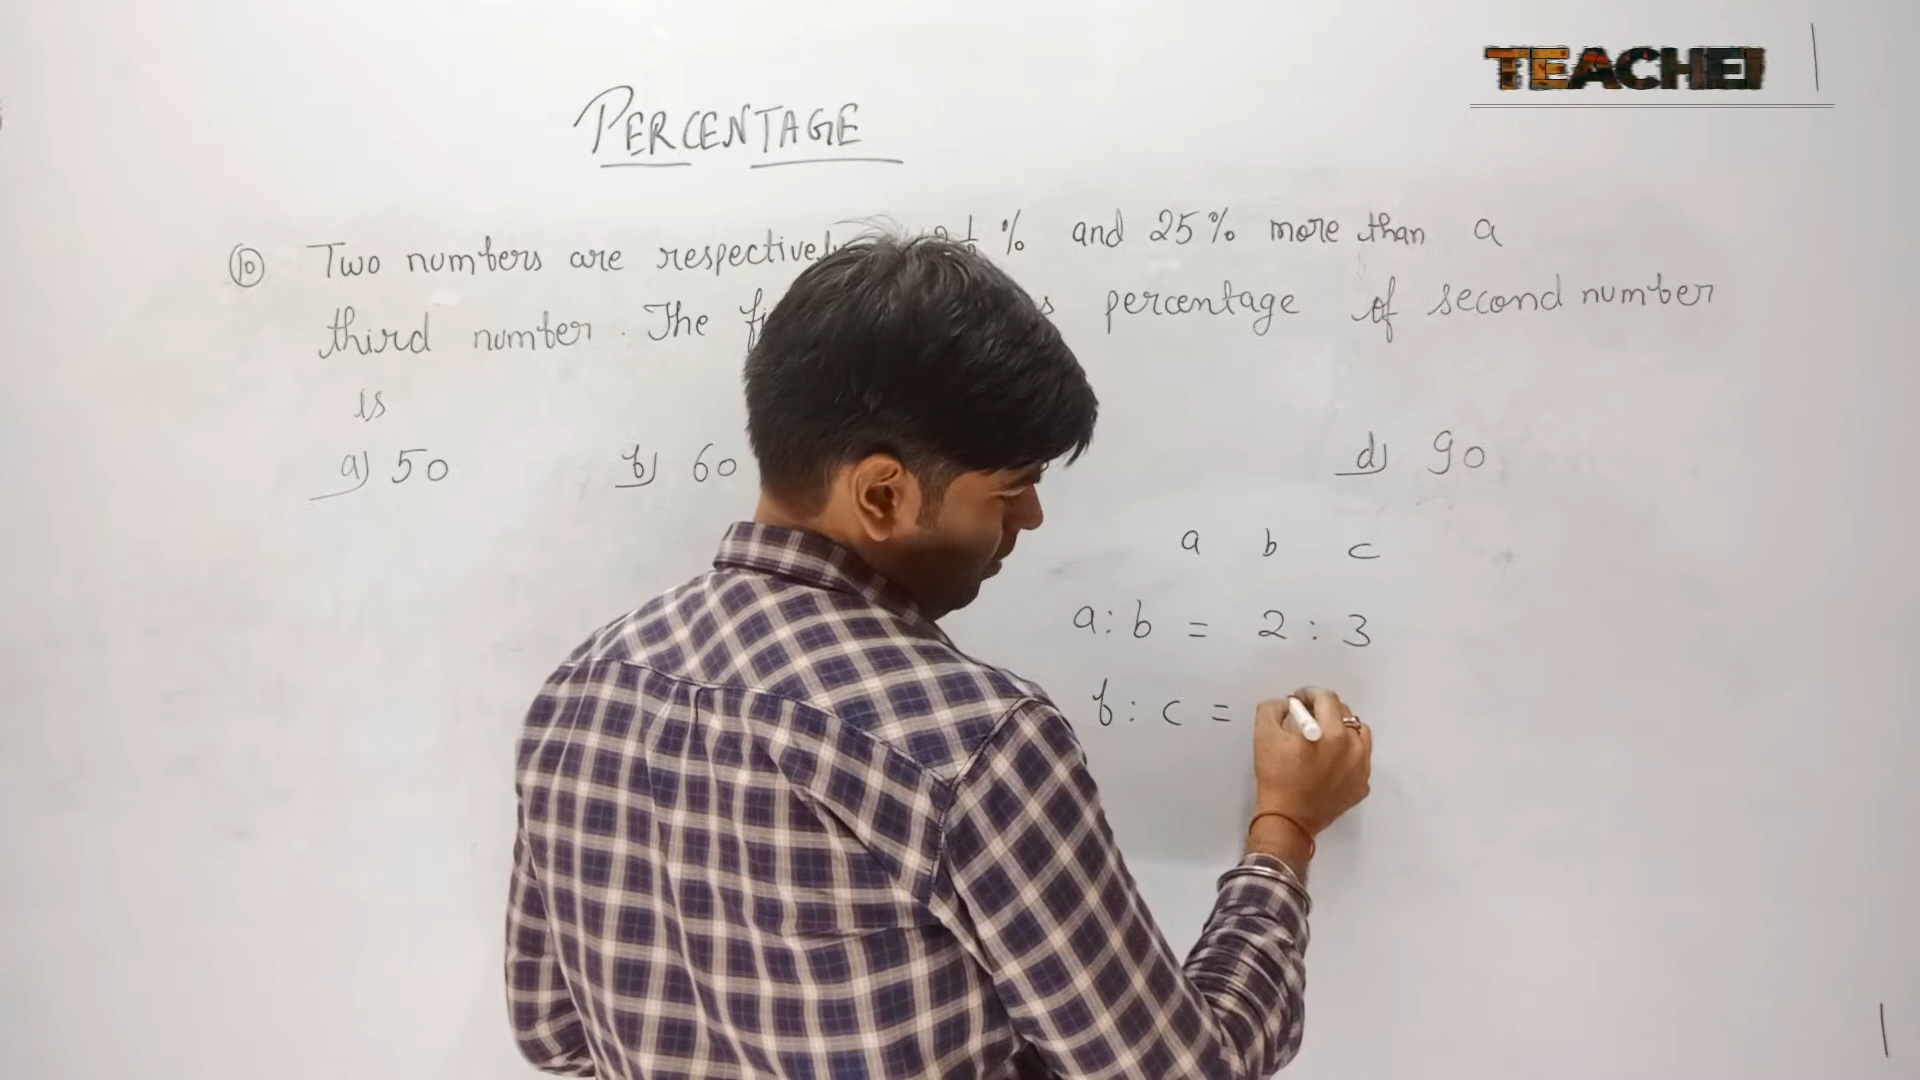 TEACHEI
PERCENTAGE
10 Two numbers are respectively % and 25% more than a
third number. The percentage of second number
is
a) 50 b) 60 d) 90
a b c
a : b = 2 : 3
b : c =